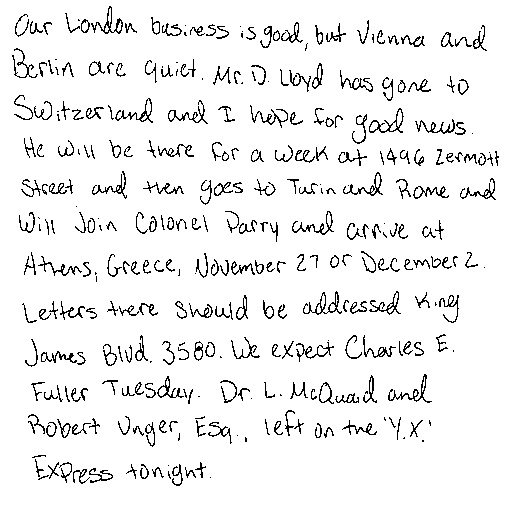 Our London business is good, but Vienna and
Berlin are quiet. Mr. D. Lloyd has gone to
Switzerland and I hope for good news.
He will be there for a week at 1496 Zermott
Street and then goes to Turin and Rome and
will join Colonel Parry and arrive at
Athens, Greece, November 27 or December 2.
Letters there should be addressed King
James Blvd. 3580. We expect Charles E.
Fuller Tuesday. Dr. L. McQuaid and
Robert Unger, Esq., left on the 'Y.X.'
Express tonight.